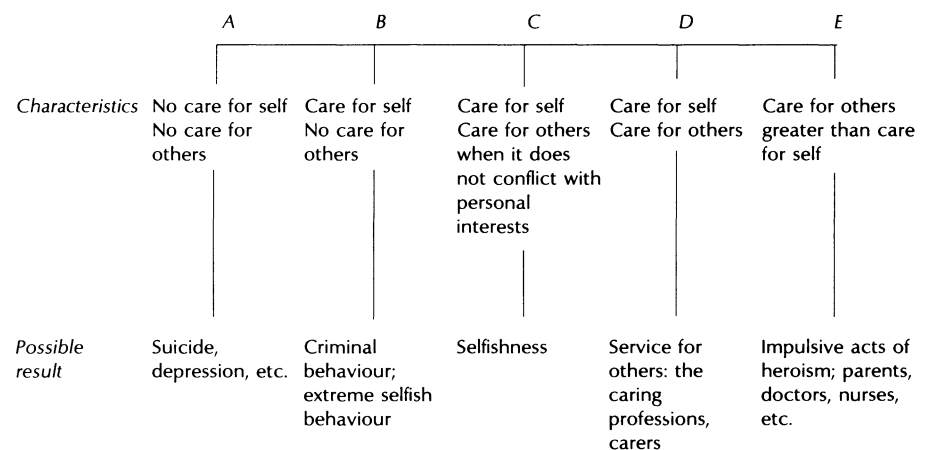 A B C D E
Characteristics
No care for self
No care for
others
Care for self
No care for
others
Care for self
Care for others
when it does
not conflict with
personal
interests
Care for self
Care for others
Care for others
greater than care
for self
Possible
result
Suicide,
depression, etc.
Criminal
behaviour;
extreme selfish
behaviour
Selfishness
Service for
others: the
caring
professions,
carers
Impulsive acts of
heroism; parents,
doctors, nurses,
etc.